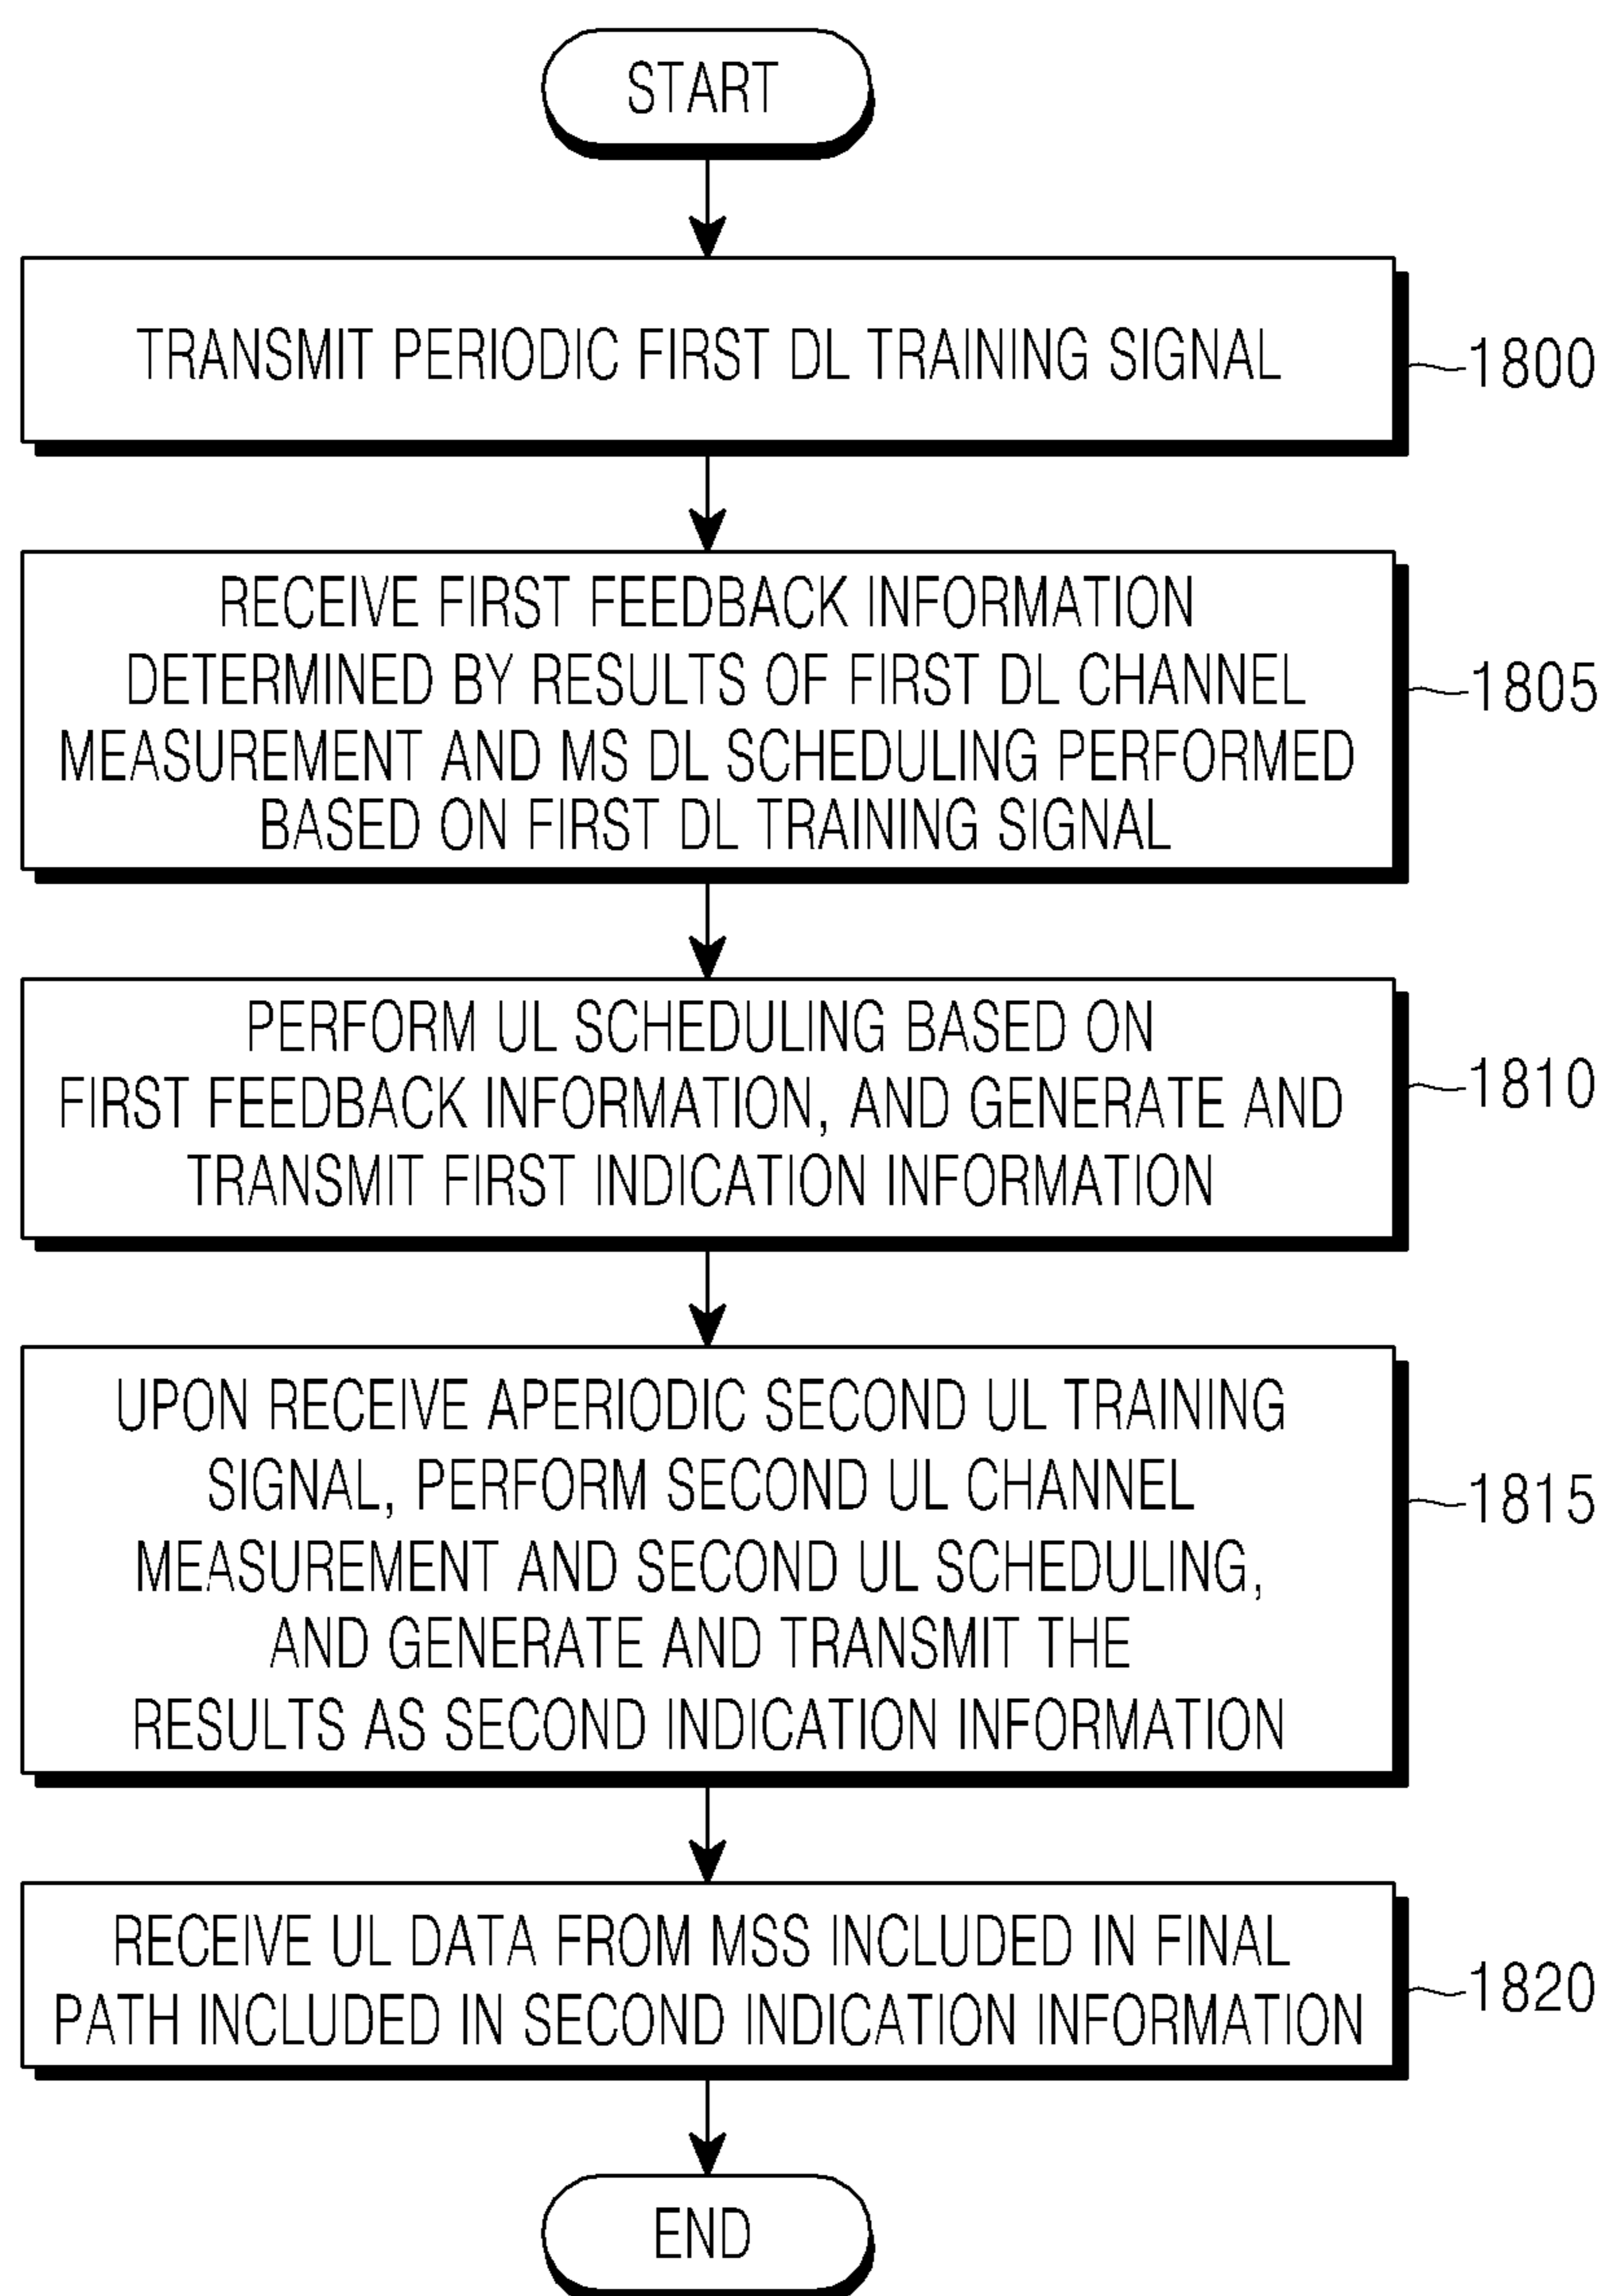 START
TRANSMIT PERIODIC FIRST DL TRAINING SIGNAL
1800
RECEIVE FIRST FEEDBACK INFORMATION
DETERMINED BY RESULTS OF FIRST DL CHANNEL
MEASUREMENT AND MS DL SCHEDULING PERFORMED
BASED ON FIRST DL TRAINING SIGNAL
1805
PERFORM UL SCHEDULING BASED ON
FIRST FEEDBACK INFORMATION, AND GENERATE AND
TRANSMIT FIRST INDICATION INFORMATION
1810
UPON RECEIVE APERIODIC SECOND UL TRAINING
SIGNAL, PERFORM SECOND UL CHANNEL
MEASUREMENT AND SECOND UL SCHEDULING,
AND GENERATE AND TRANSMIT THE
RESULTS AS SECOND INDICATION INFORMATION
1815
RECEIVE UL DATA FROM MSS INCLUDED IN FINAL
PATH INCLUDED IN SECOND INDICATION INFORMATION
1820
END